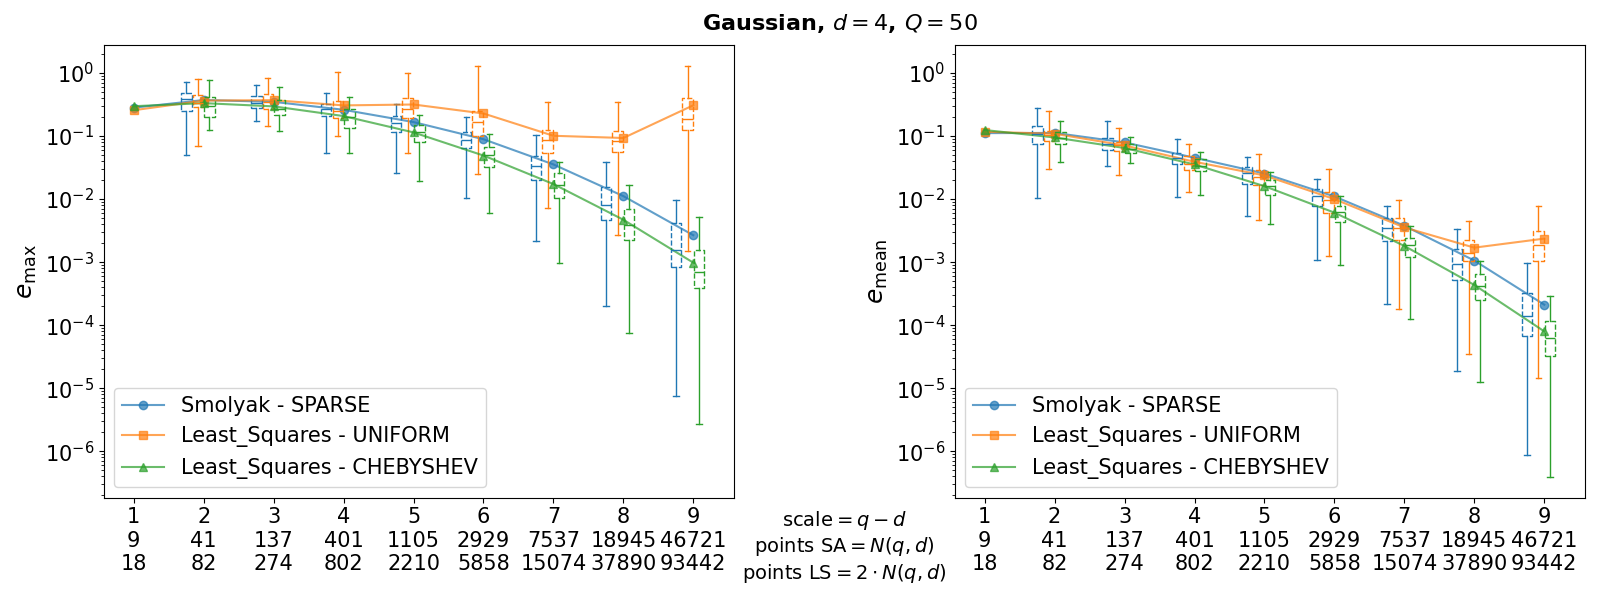 Gaussian, d = 4, Q = 50
e_max
10^0
10^-1
10^-2
10^-3
10^-4
10^-5
10^-6
Smolyak - SPARSE
Least_Squares - UNIFORM
Least_Squares - CHEBYSHEV
1 2 3 4 5 6 7 8 9
9 41 137 401 1105 2929 7537 18945 46721
18 82 274 802 2210 5858 15074 37890 93442
scale = q − d
points SA = N(q, d)
points LS = 2 · N(q, d)
e_mean
10^0
10^-1
10^-2
10^-3
10^-4
10^-5
10^-6
Smolyak - SPARSE
Least_Squares - UNIFORM
Least_Squares - CHEBYSHEV
1 2 3 4 5 6 7 8 9
9 41 137 401 1105 2929 7537 18945 46721
18 82 274 802 2210 5858 15074 37890 93442